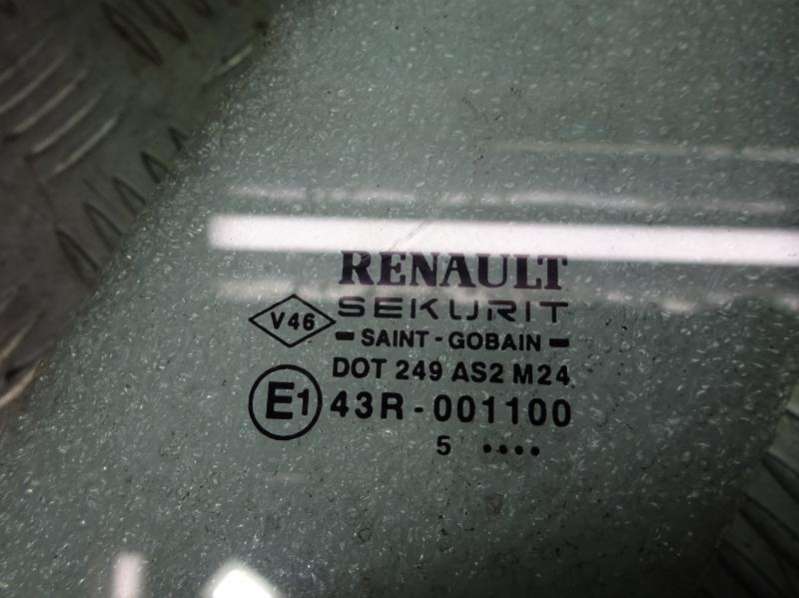 RENAULT
SEKURIT
V46
- SAINT - GOBAIN -
DOT 249 AS2 M24
E1 43R - 001100
5 ••••